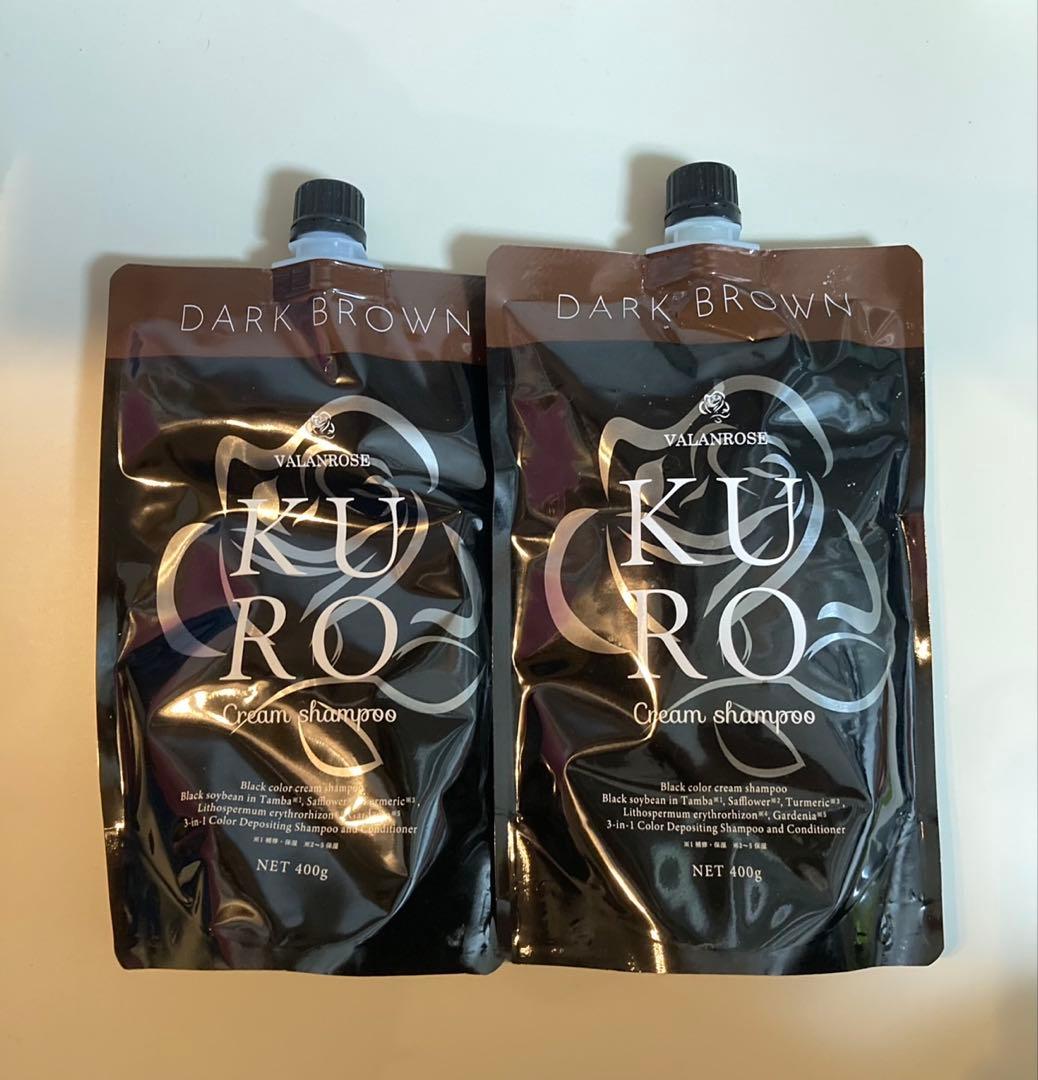 DARK BROWN
VALANROSE
KU
RO
Cream shampoo
Black color cream shampoo
Black soybean in Tamba※1, Safflower Turmeric※3,
Lithospermum erythrorhizon Gardenia※5
3-in-1 Color Depositing Shampoo and Conditioner
※1 補修・保湿 ※2~5 保湿
NET 400g
DARK BROWN
VALANROSE
KU
RO
Cream shampoo
Black color cream shampoo
Black soybean in Tamba※1, Safflower※2, Turmeric※3,
Lithospermum erythrorhizon※4, Gardenia※5
3-in-1 Color Depositing Shampoo and Conditioner
※1 補修・保湿 ※2~5 保湿
NET 400g